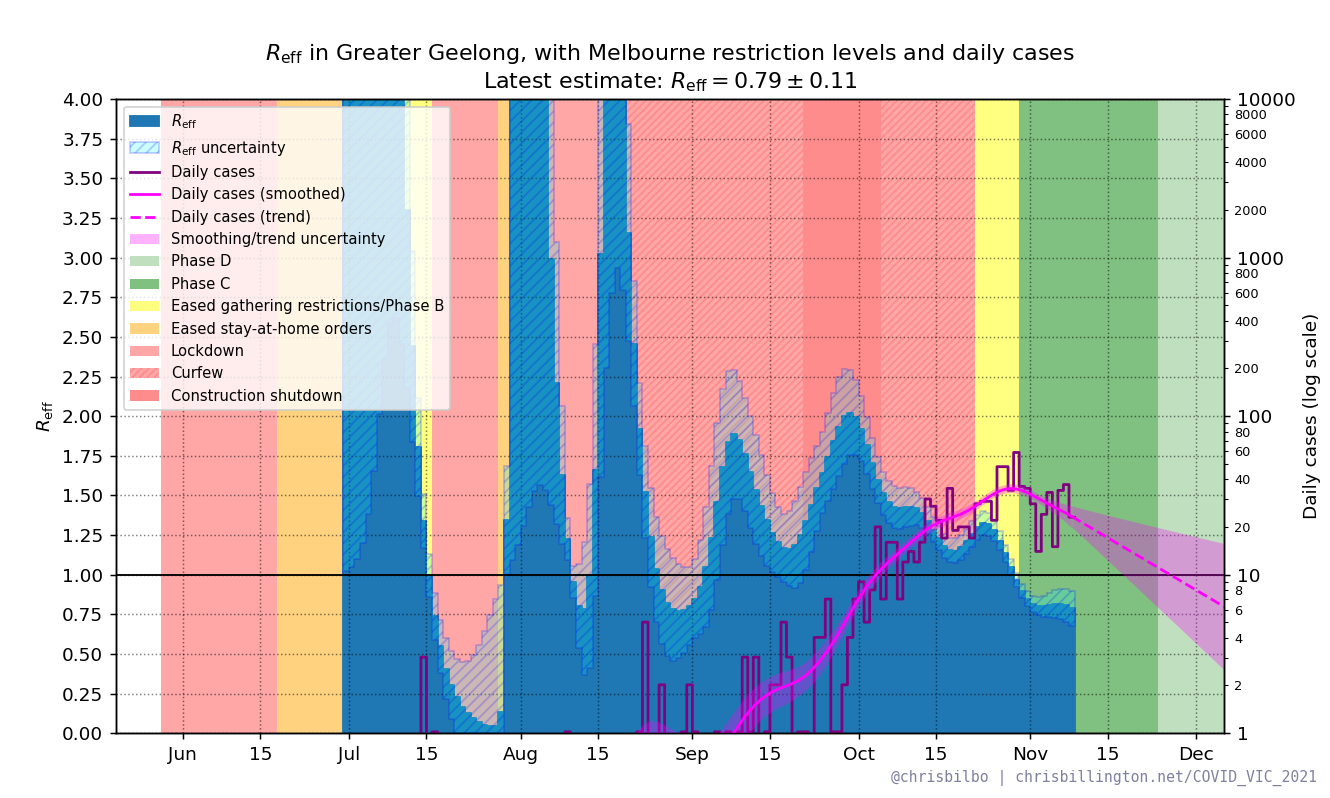 R_eff in Greater Geelong, with Melbourne restriction levels and daily cases
Latest estimate: R_eff = 0.79 ± 0.11
R_eff
R_eff uncertainty
Daily cases
Daily cases (smoothed)
Daily cases (trend)
Smoothing/trend uncertainty
Phase D
Phase C
Eased gathering restrictions/Phase B
Eased stay-at-home orders
Lockdown
Curfew
Construction shutdown
R_eff
4.00
3.75
3.50
3.25
3.00
2.75
2.50
2.25
2.00
1.75
1.50
1.25
1.00
0.75
0.50
0.25
0.00
10000
8000
6000
4000
2000
1000
800
600
400
200
100
80
60
40
20
10
8
6
4
2
1
Daily cases (log scale)
Jun 15 Jul 15 Aug 15 Sep 15 Oct 15 Nov 15 Dec
@chrisbilbo | chrisbillington.net/COVID_VIC_2021